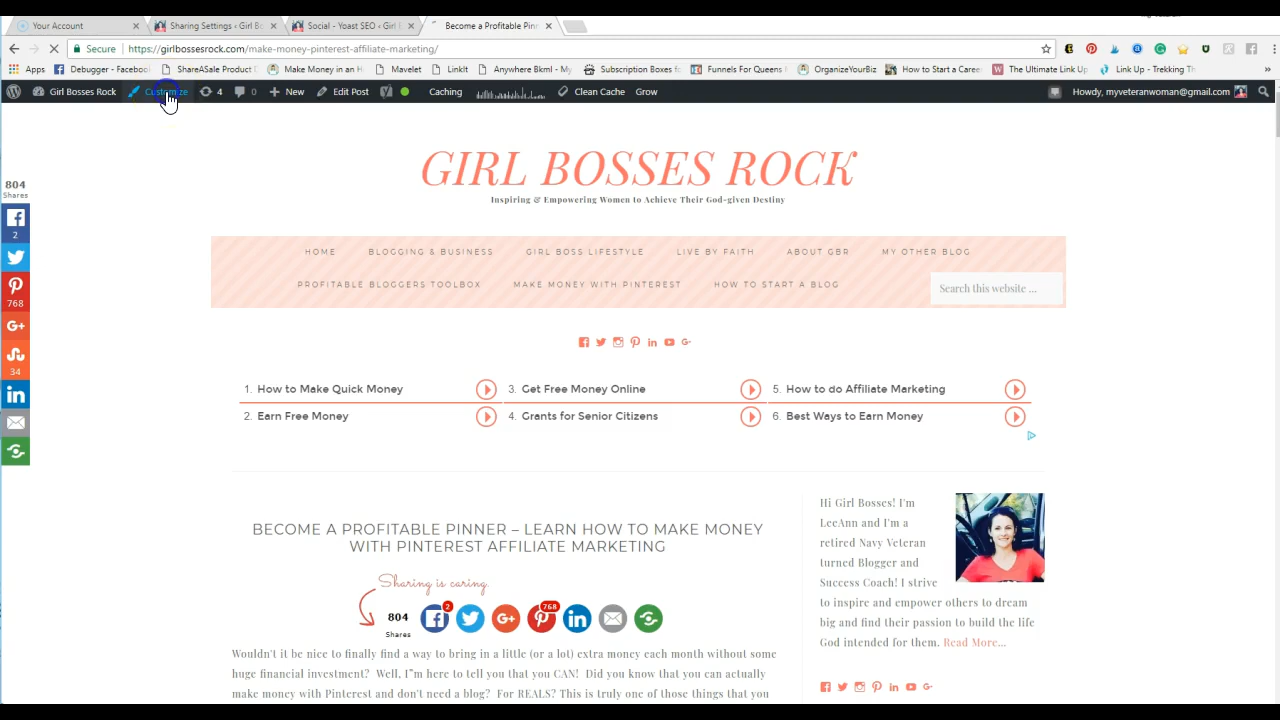 Your Account
Sharing Settings ‹ Girl Bo
Social - Yoast SEO ‹ Girl B
Become a Profitable Pinn
Secure
https://girlbossesrock.com/make-money-pinterest-affiliate-marketing/
Apps
Debugger - Facebook
ShareASale Product D
Make Money in an H
Mavelet
LinkIt
Anywhere Bkml - My
Subscription Boxes fo
Funnels For Queens
OrganizeYourBiz
How to Start a Caree
The Ultimate Link Up
Link Up - Trekking Th
Girl Bosses Rock
Customize
4
0
New
Edit Post
Caching
Clean Cache
Grow
Howdy, myveteranwoman@gmail.com
GIRL BOSSES ROCK
Inspiring & Empowering Women to Achieve Their God-given Destiny
HOME
BLOGGING & BUSINESS
GIRL BOSS LIFESTYLE
LIVE BY FAITH
ABOUT GBR
MY OTHER BLOG
PROFITABLE BLOGGERS TOOLBOX
MAKE MONEY WITH PINTEREST
HOW TO START A BLOG
Search this website …
804
Shares
2
768
34
1. How to Make Quick Money
3. Get Free Money Online
5. How to do Affiliate Marketing
2. Earn Free Money
4. Grants for Senior Citizens
6. Best Ways to Earn Money
BECOME A PROFITABLE PINNER – LEARN HOW TO MAKE MONEY
WITH PINTEREST AFFILIATE MARKETING
Sharing is caring.
804
Shares
2
768
Wouldn't it be nice to finally find a way to bring in a little (or a lot) extra money each month without some
huge financial investment? Well, I"m here to tell you that you CAN! Did you know that you can actually
make money with Pinterest and don't need a blog? For REALS? This is truly one of those things that you
Hi Girl Bosses! I'm
LeeAnn and I'm a
retired Navy Veteran
turned Blogger and
Success Coach! I strive
to inspire and empower others to dream
big and find their passion to build the life
God intended for them. Read More...